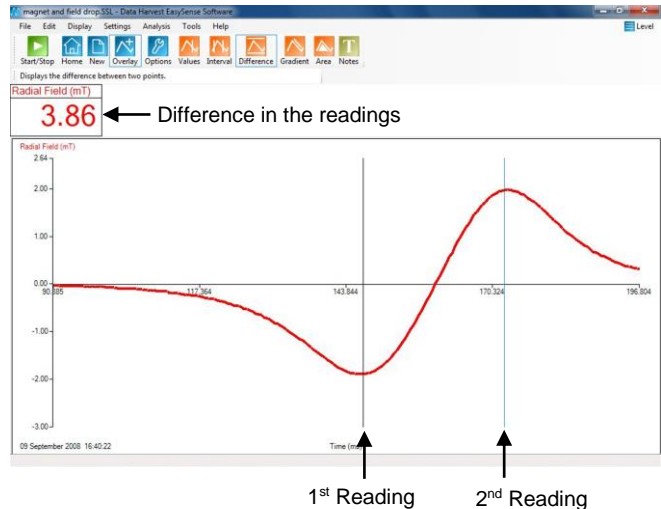 magnet and field drop.SSL - Data Harvest EasySense Software
File Edit Display Settings Analysis Tools Help
Level
Start/Stop Home New Overlay Options Values Interval Difference Gradient Area Notes
Displays the difference between two points.
Radial Field (mT)
3.86
Difference in the readings
Radial Field (mT)
2.64
2.00
1.00
0.00
90.885 117.364 143.844 170.324 196.804
-1.00
-2.00
-3.00
09 September 2008 16:40:22
1st Reading 2nd Reading